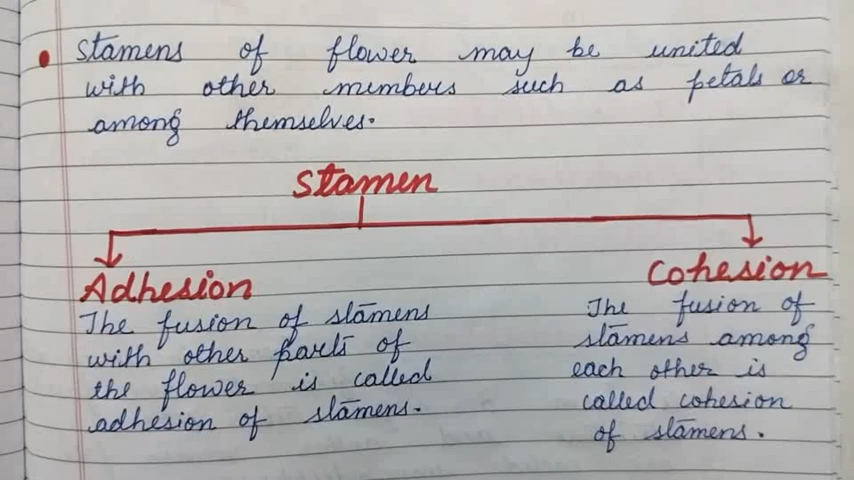 Stamens of flower may be united
with other members such as petals or
among themselves.
Stamen
Adhesion
The fusion of stamens
with other parts of
the flower is called
adhesion of stamens.
Cohesion
The fusion of
stamens among
each other is
called cohesion
of stamens.